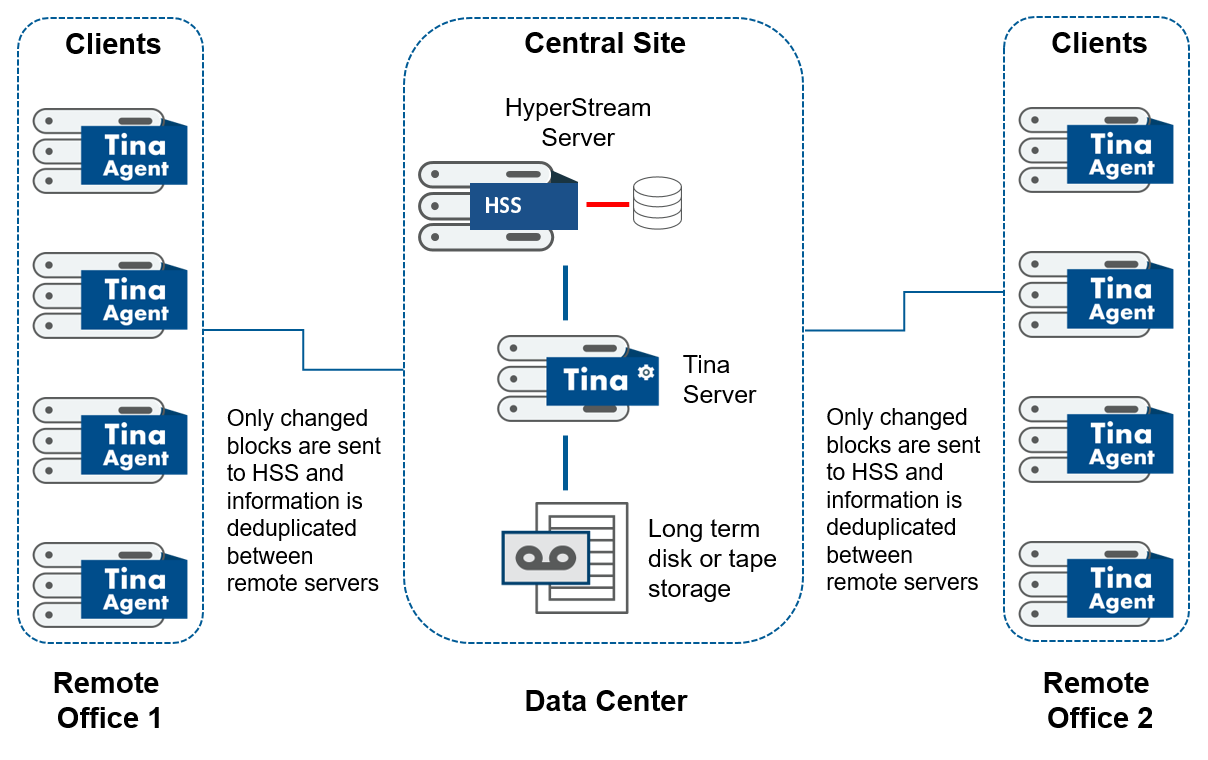 Clients
Tina
Agent
Tina
Agent
Tina
Agent
Tina
Agent
Remote
Office 1
Only changed
blocks are sent
to HSS and
information is
deduplicated
between
remote servers
Central Site
HyperStream
Server
HSS
Tina
Tina
Server
Long term
disk or tape
storage
Data Center
Only changed
blocks are sent
to HSS and
information is
deduplicated
between
remote servers
Clients
Tina
Agent
Tina
Agent
Tina
Agent
Tina
Agent
Remote
Office 2